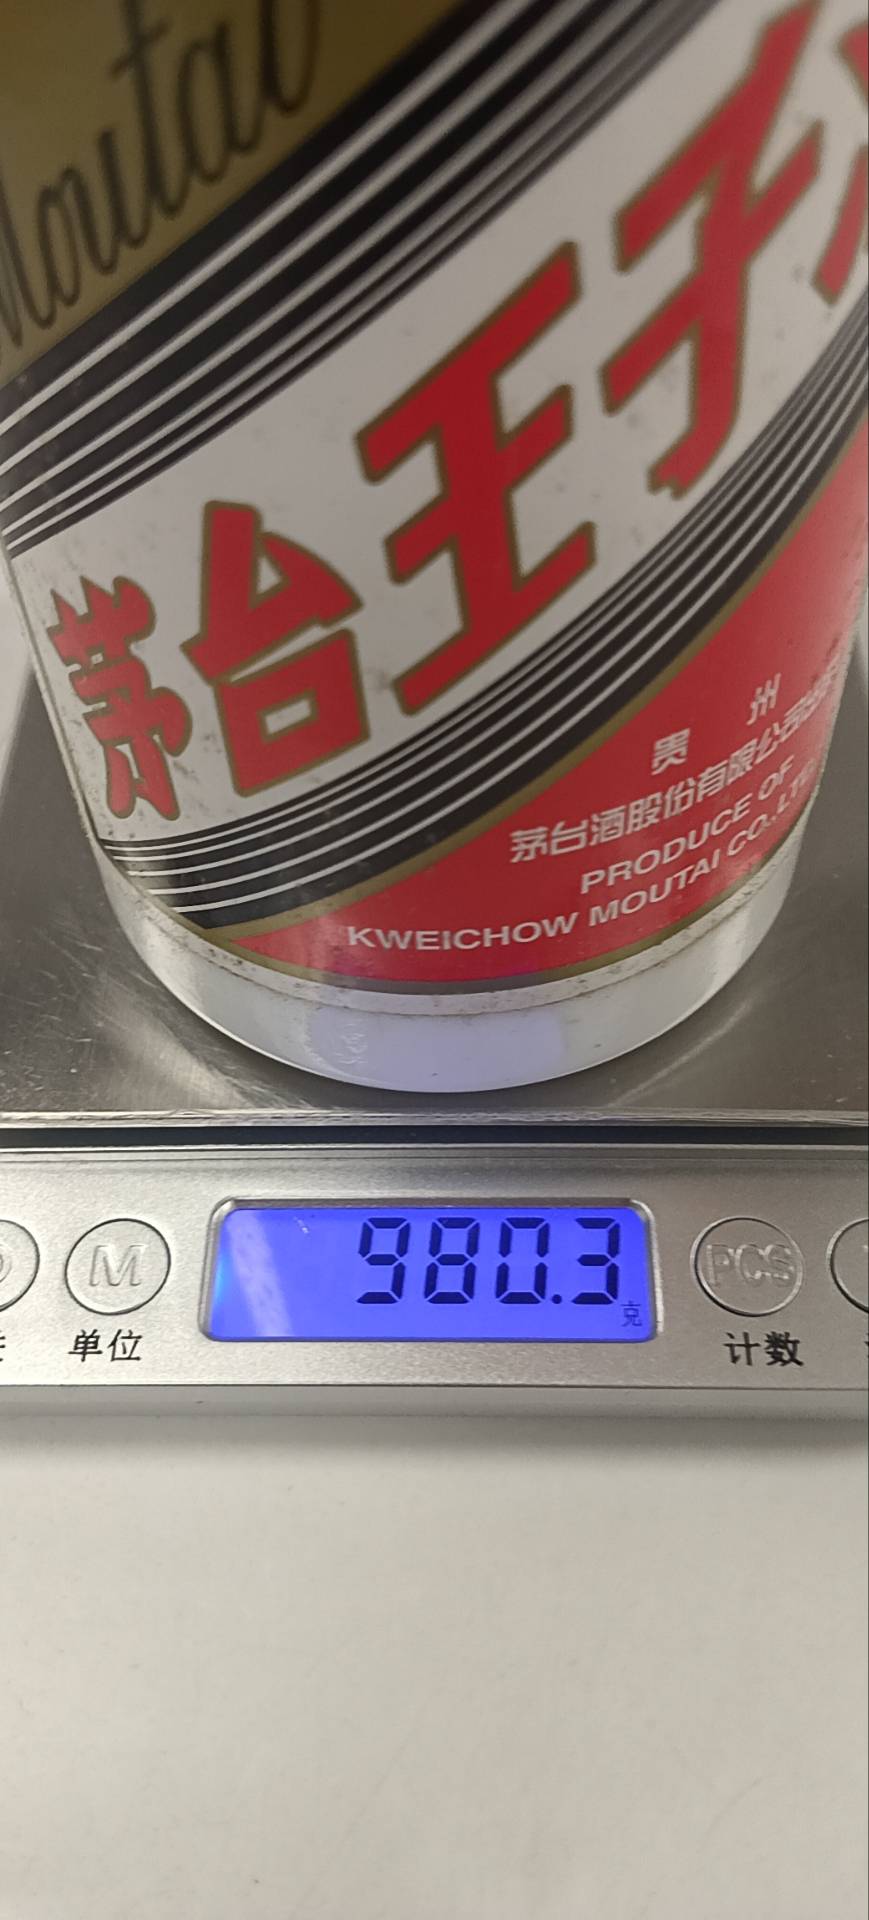 Moutai
茅台王子
贵州
茅台酒股份有限公司出
PRODUCE OF
KWEICHOW MOUTAI CO.,LTD
980.3
克
M
PCS
单位
计数